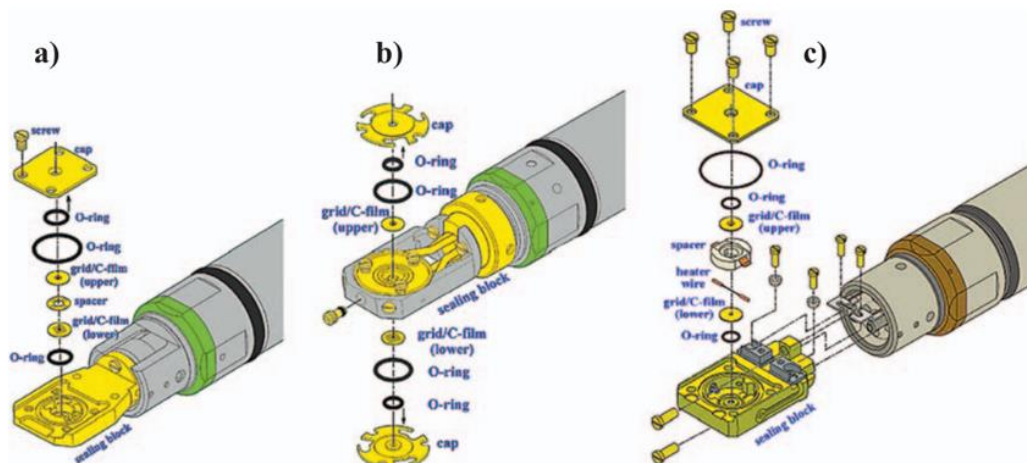 a)
screw
cap
O-ring
O-ring
grid/C-film
(upper)
spacer
grid/C-film
(lower)
O-ring
sealing block
b)
cap
O-ring
O-ring
grid/C-film
(upper)
sealing block
grid/C-film
(lower)
O-ring
O-ring
cap
c)
screw
cap
O-ring
O-ring
grid/C-film
(upper)
spacer
heater
wire
grid/C-film
(lower)
O-ring
sealing block